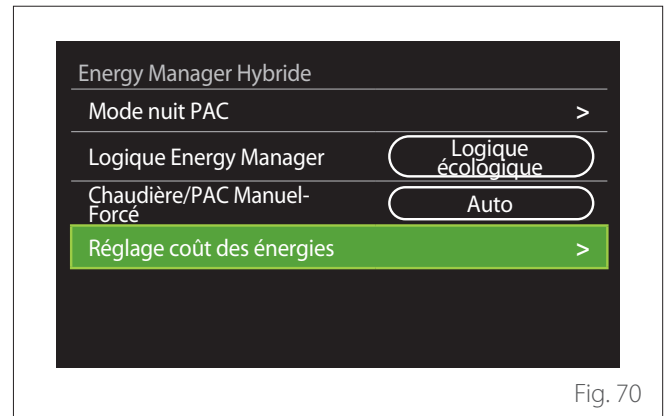 Energy Manager Hybride
Mode nuit PAC >
Logique Energy Manager Logique
écologique
Chaudière/PAC Manuel-
Forcé Auto
Réglage coût des énergies >
Fig. 70